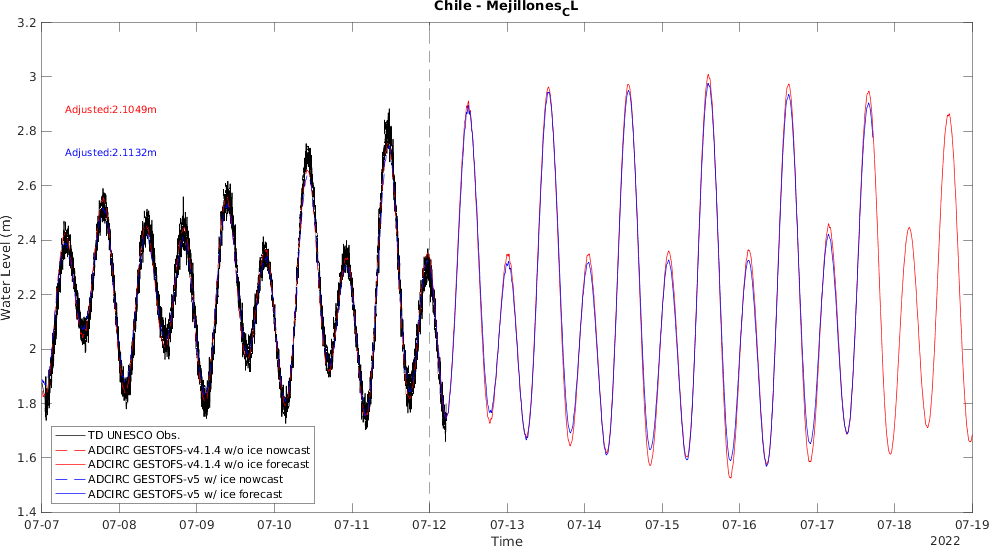 Chile - Mejillones_CL
3.2
3
2.8
2.6
2.4
2.2
2
1.8
1.6
1.4
Water Level (m)
Adjusted:2.1049m
Adjusted:2.1132m
TD UNESCO Obs.
ADCIRC GESTOFS-v4.1.4 w/o ice nowcast
ADCIRC GESTOFS-v4.1.4 w/o ice forecast
ADCIRC GESTOFS-v5 w/ ice nowcast
ADCIRC GESTOFS-v5 w/ ice forecast
07-07 07-08 07-09 07-10 07-11 07-12 07-13 07-14 07-15 07-16 07-17 07-18 07-19
Time
2022